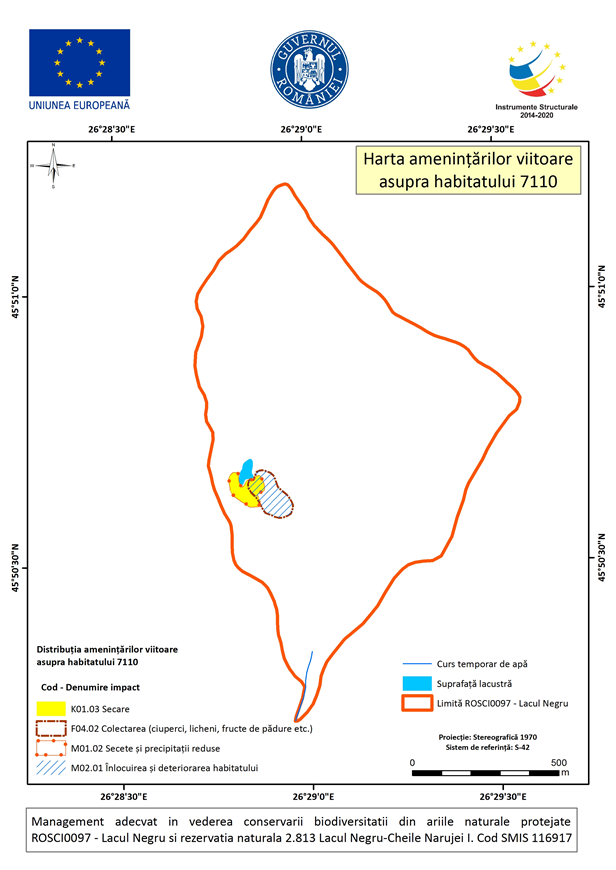 UNIUNEA EUROPEANĂ
GUVERNUL ROMÂNIEI
Instrumente Structurale
2014-2020
26°28'30"E
26°29'0"E
26°29'30"E
N
E
S
Harta amenințărilor viitoare
asupra habitatului 7110
45°51'0"N
45°51'0"N
45°50'30"N
45°50'30"N
Distribuția amenințărilor viitoare
asupra habitatului 7110
Cod - Denumire impact
K01.03 Secare
F04.02 Colectarea (ciuperci, licheni, fructe de pădure etc.)
M01.02 Secete și precipitații reduse
M02.01 Înlocuirea și deteriorarea habitatului
Curs temporar de apă
Suprafață lacustră
Limită ROSCI0097 - Lacul Negru
Proiecție: Stereografică 1970
Sistem de referință: S-42
0 500
m
26°28'30"E
26°29'0"E
26°29'30"E
Management adecvat in vederea conservarii biodiversitatii din ariile naturale protejate
ROSCI0097 - Lacul Negru si rezervatia naturala 2.813 Lacul Negru-Cheile Narujei I. Cod SMIS 116917